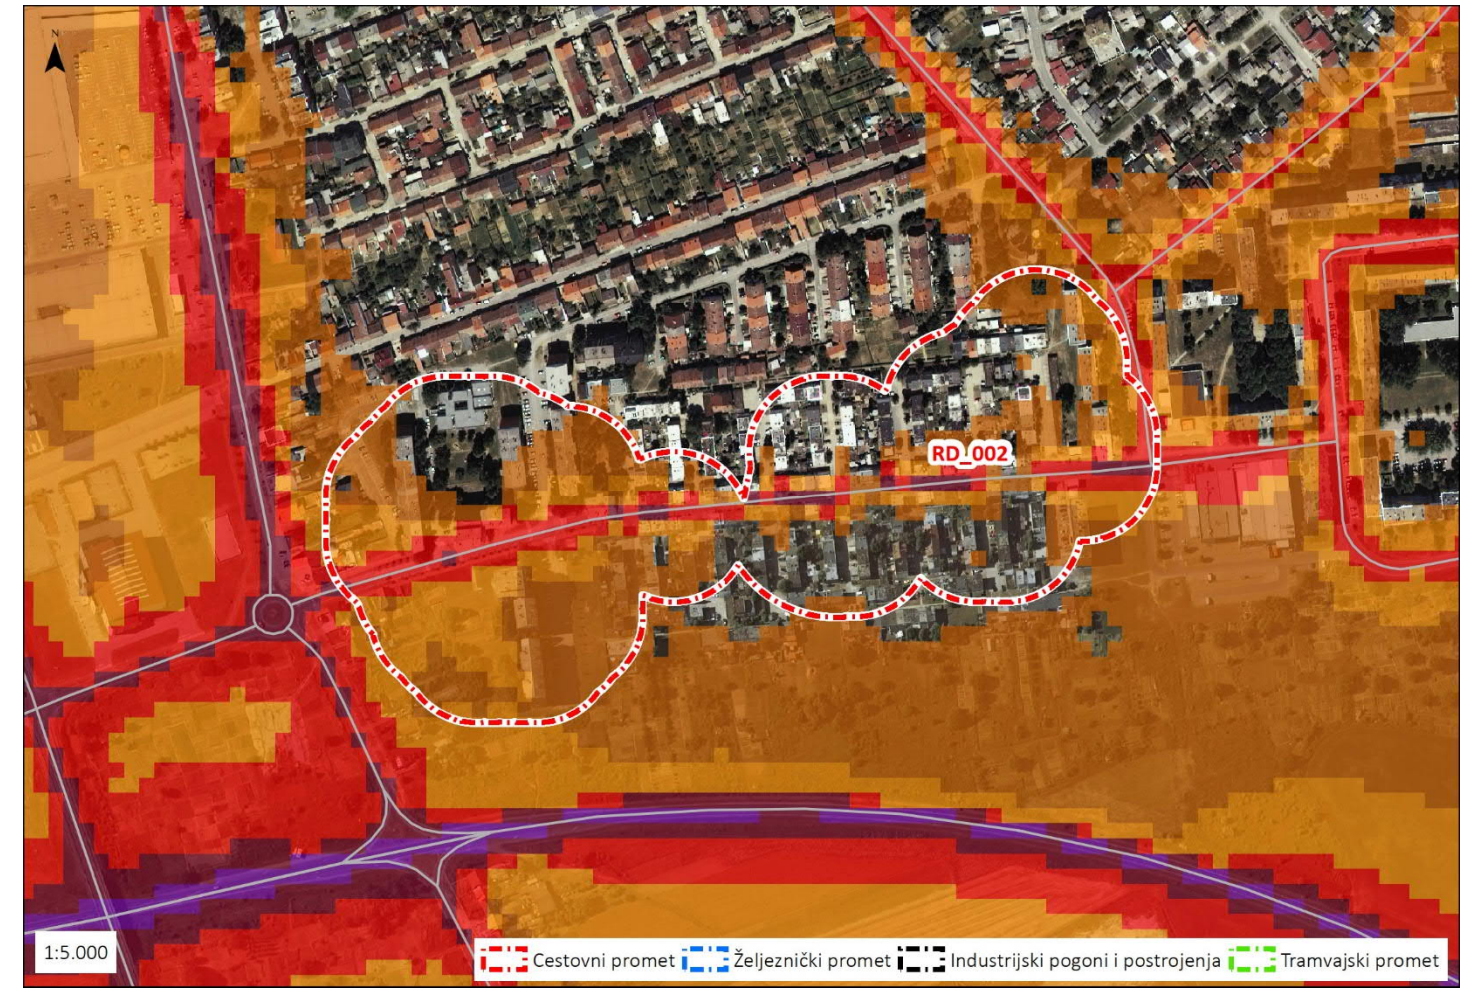 N
RD_002
1:5.000
Cestovni promet
Željeznički promet
Industrijski pogoni i postrojenja
Tramvajski promet